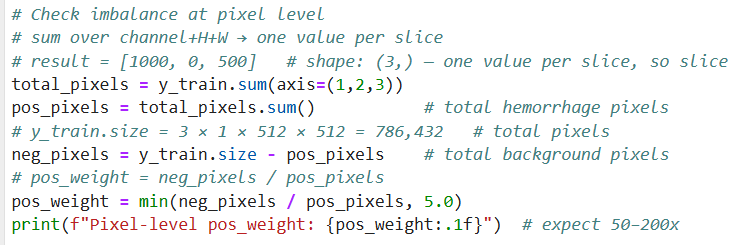 # Check imbalance at pixel level
# sum over channel+H+W → one value per slice
# result = [1000, 0, 500]   # shape: (3,) — one value per slice, so slice
total_pixels = y_train.sum(axis=(1,2,3))
pos_pixels = total_pixels.sum()           # total hemorrhage pixels
# y_train.size = 3 × 1 × 512 × 512 = 786,432   # total pixels
neg_pixels = y_train.size - pos_pixels    # total background pixels
# pos_weight = neg_pixels / pos_pixels
pos_weight = min(neg_pixels / pos_pixels, 5.0)
print(f"Pixel-level pos_weight: {pos_weight:.1f}")  # expect 50–200x